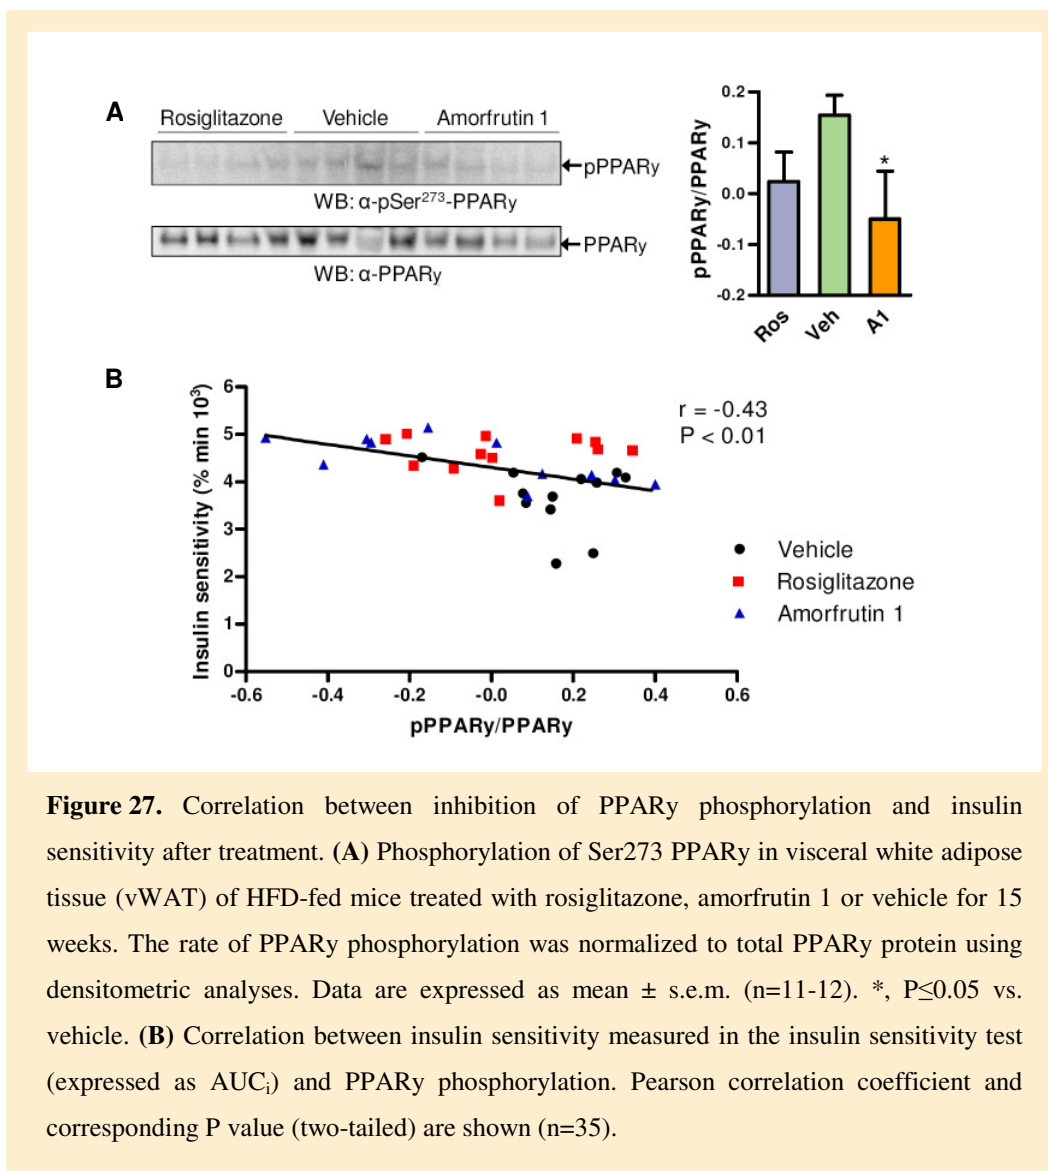 A
Rosiglitazone Vehicle Amorfrutin 1
pPPARγ
WB: α-pSer²⁷³-PPARγ
PPARγ
WB: α-PPARγ
pPPARγ/PPARγ
0.2
0.1
0.0
-0.1
-0.2
*
Ros Veh A1
B
Insulin sensitivity (% min 10³)
6
5
4
3
2
1
0
-0.6 -0.4 -0.2 -0.0 0.2 0.4 0.6
pPPARγ/PPARγ
r = -0.43
P < 0.01
Vehicle
Rosiglitazone
Amorfrutin 1
Figure 27. Correlation between inhibition of PPARγ phosphorylation and insulin
sensitivity after treatment. (A) Phosphorylation of Ser273 PPARγ in visceral white adipose
tissue (vWAT) of HFD-fed mice treated with rosiglitazone, amorfrutin 1 or vehicle for 15
weeks. The rate of PPARγ phosphorylation was normalized to total PPARγ protein using
densitometric analyses. Data are expressed as mean ± s.e.m. (n=11-12). *, P≤0.05 vs.
vehicle. (B) Correlation between insulin sensitivity measured in the insulin sensitivity test
(expressed as AUCᵢ) and PPARγ phosphorylation. Pearson correlation coefficient and
corresponding P value (two-tailed) are shown (n=35).